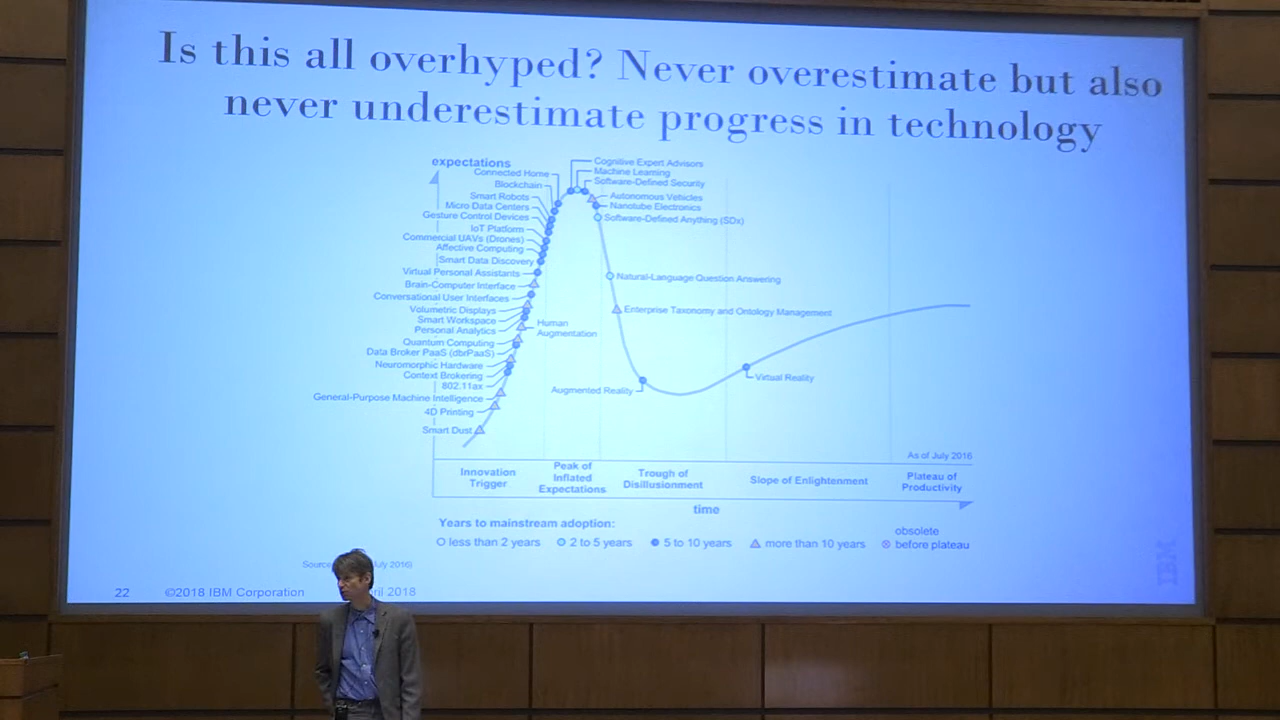 Is this all overhyped? Never overestimate but also
never underestimate progress in technology
expectations
Connected Home
Blockchain
Smart Robots
Micro Data Centers
Gesture Control Devices
IoT Platform
Commercial UAVs (Drones)
Affective Computing
Smart Data Discovery
Virtual Personal Assistants
Brain-Computer Interface
Conversational User Interfaces
Volumetric Displays
Smart Workspace
Personal Analytics
Quantum Computing
Data Broker PaaS (dbrPaaS)
Neuromorphic Hardware
Context Brokering
802.11ax
General-Purpose Machine Intelligence
4D Printing
Smart Dust
Human
Augmentation
Cognitive Expert Advisors
Machine Learning
Software-Defined Security
Autonomous Vehicles
Nanotube Electronics
Software-Defined Anything (SDx)
Natural-Language Question Answering
Enterprise Taxonomy and Ontology Management
Augmented Reality
Virtual Reality
As of July 2016
Innovation
Trigger
Peak of
Inflated
Expectations
Trough of
Disillusionment
Slope of Enlightenment
Plateau of
Productivity
time
Years to mainstream adoption:
less than 2 years
2 to 5 years
5 to 10 years
more than 10 years
obsolete
before plateau
July 2016)
22 ©2018 IBM Corporation 2018
IBM